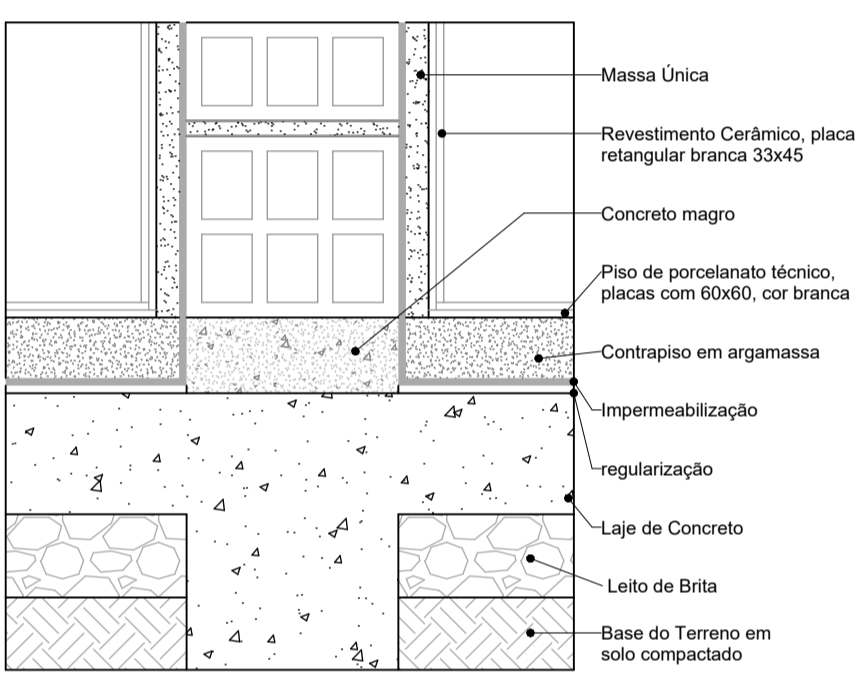 Massa Única
Revestimento Cerâmico, placa
retangular branca 33x45
Concreto magro
Piso de porcelanato técnico,
placas com 60x60, cor branca
Contrapiso em argamassa
Impermeabilização
regularização
Laje de Concreto
Leito de Brita
Base do Terreno em
solo compactado